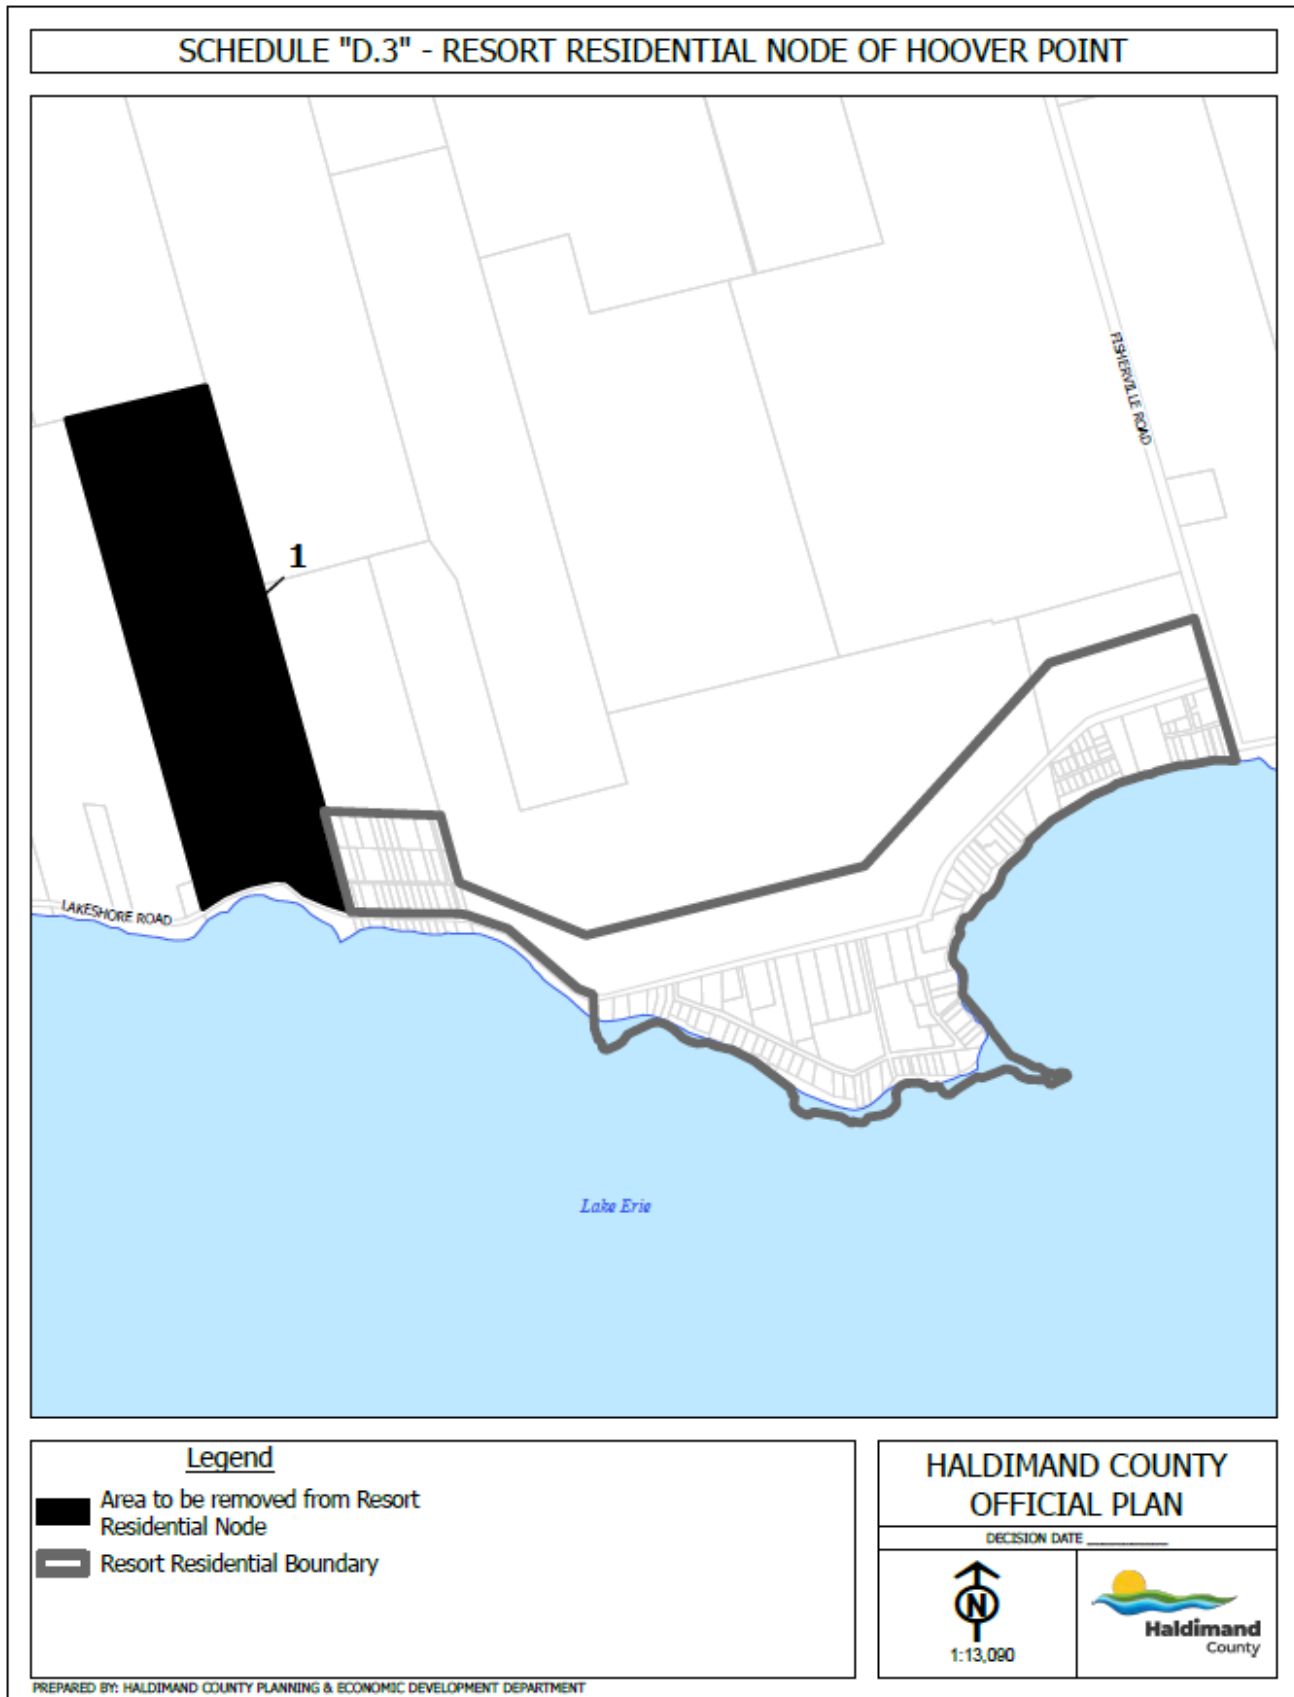 SCHEDULE "D.3" - RESORT RESIDENTIAL NODE OF HOOVER POINT
FISHERVILLE ROAD
1
LAKESHORE ROAD
Lake Erie
Legend
Area to be removed from Resort
Residential Node
Resort Residential Boundary
HALDIMAND COUNTY
OFFICIAL PLAN
DECISION DATE ____________
N
1:13,090
Haldimand
County
PREPARED BY: HALDIMAND COUNTY PLANNING & ECONOMIC DEVELOPMENT DEPARTMENT